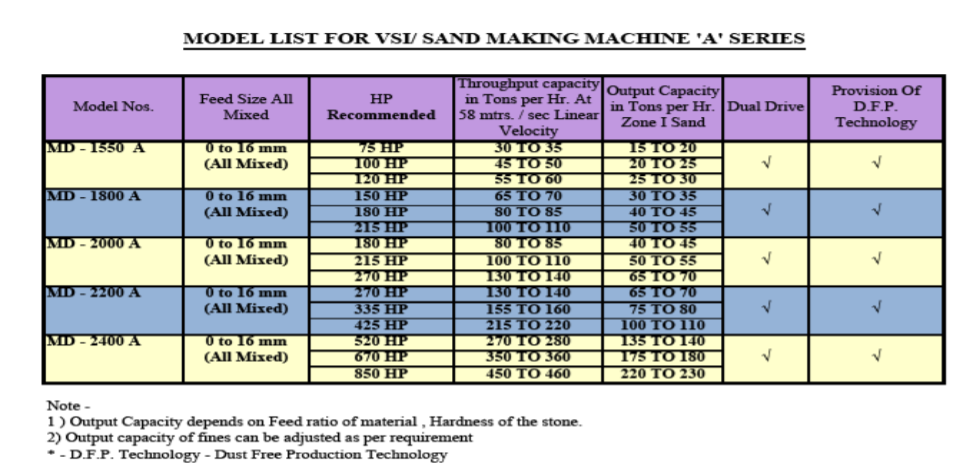 MODEL LIST FOR VSI/ SAND MAKING MACHINE 'A' SERIES
Model Nos. | Feed Size All Mixed | HP Recommended | Throughput capacity in Tons per Hr. At 58 mtrs. / sec Linear Velocity | Output Capacity in Tons per Hr. Zone I Sand | Dual Drive | Provision Of D.F.P. Technology
MD - 1550 A | 0 to 16 mm (All Mixed) | 75 HP | 30 TO 35 | 15 TO 20 | √ | √
100 HP | 45 TO 50 | 20 TO 25
120 HP | 55 TO 60 | 25 TO 30
MD - 1800 A | 0 to 16 mm (All Mixed) | 150 HP | 65 TO 70 | 30 TO 35 | √ | √
180 HP | 80 TO 85 | 40 TO 45
215 HP | 100 TO 110 | 50 TO 55
MD - 2000 A | 0 to 16 mm (All Mixed) | 180 HP | 80 TO 85 | 40 TO 45 | √ | √
215 HP | 100 TO 110 | 50 TO 55
270 HP | 130 TO 140 | 65 TO 70
MD - 2200 A | 0 to 16 mm (All Mixed) | 270 HP | 130 TO 140 | 65 TO 70 | √ | √
335 HP | 155 TO 160 | 75 TO 80
425 HP | 215 TO 220 | 100 TO 110
MD - 2400 A | 0 to 16 mm (All Mixed) | 520 HP | 270 TO 280 | 135 TO 140 | √ | √
670 HP | 350 TO 360 | 175 TO 180
850 HP | 450 TO 460 | 220 TO 230
Note -
1 ) Output Capacity depends on Feed ratio of material , Hardness of the stone.
2) Output capacity of fines can be adjusted as per requirement
* - D.F.P. Technology - Dust Free Production Technology